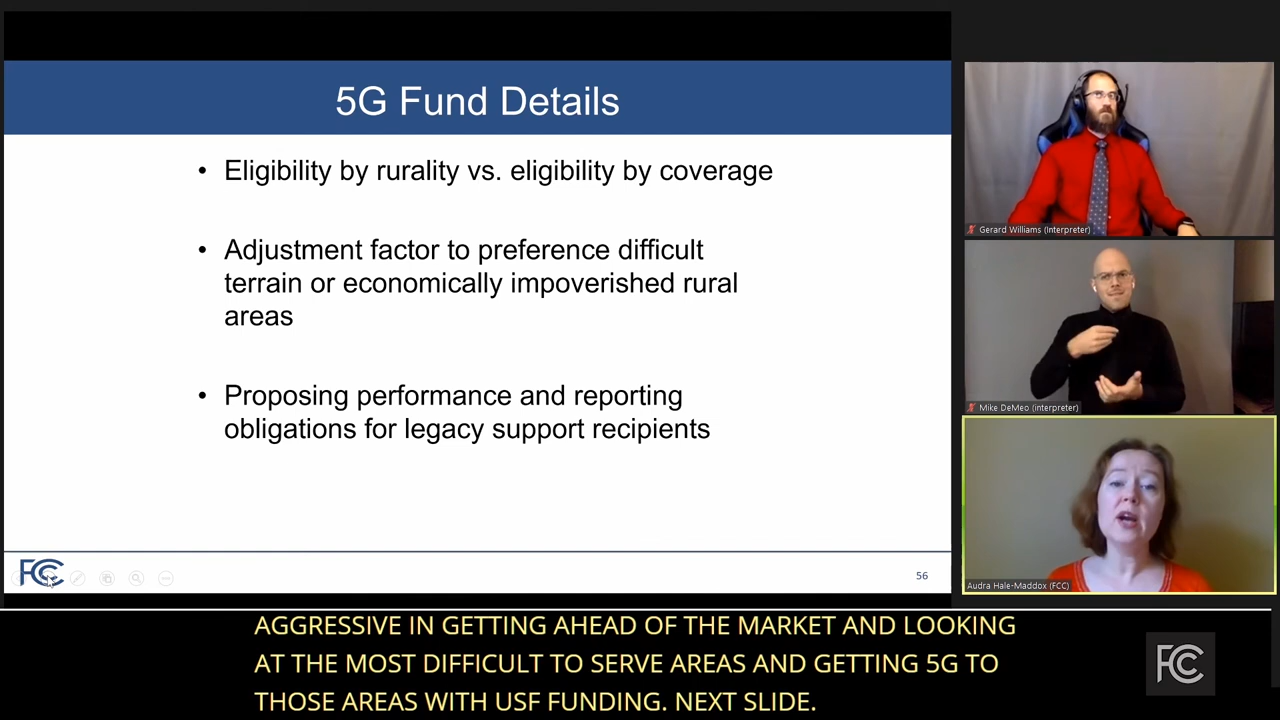 5G Fund Details
• Eligibility by rurality vs. eligibility by coverage
• Adjustment factor to preference difficult
terrain or economically impoverished rural
areas
• Proposing performance and reporting
obligations for legacy support recipients
FCC
56
Gerard Williams (Interpreter)
Mike DeMeo (interpreter)
Audra Hale-Maddox (FCC)
AGGRESSIVE IN GETTING AHEAD OF THE MARKET AND LOOKING
AT THE MOST DIFFICULT TO SERVE AREAS AND GETTING 5G TO
THOSE AREAS WITH USF FUNDING. NEXT SLIDE.
FCC